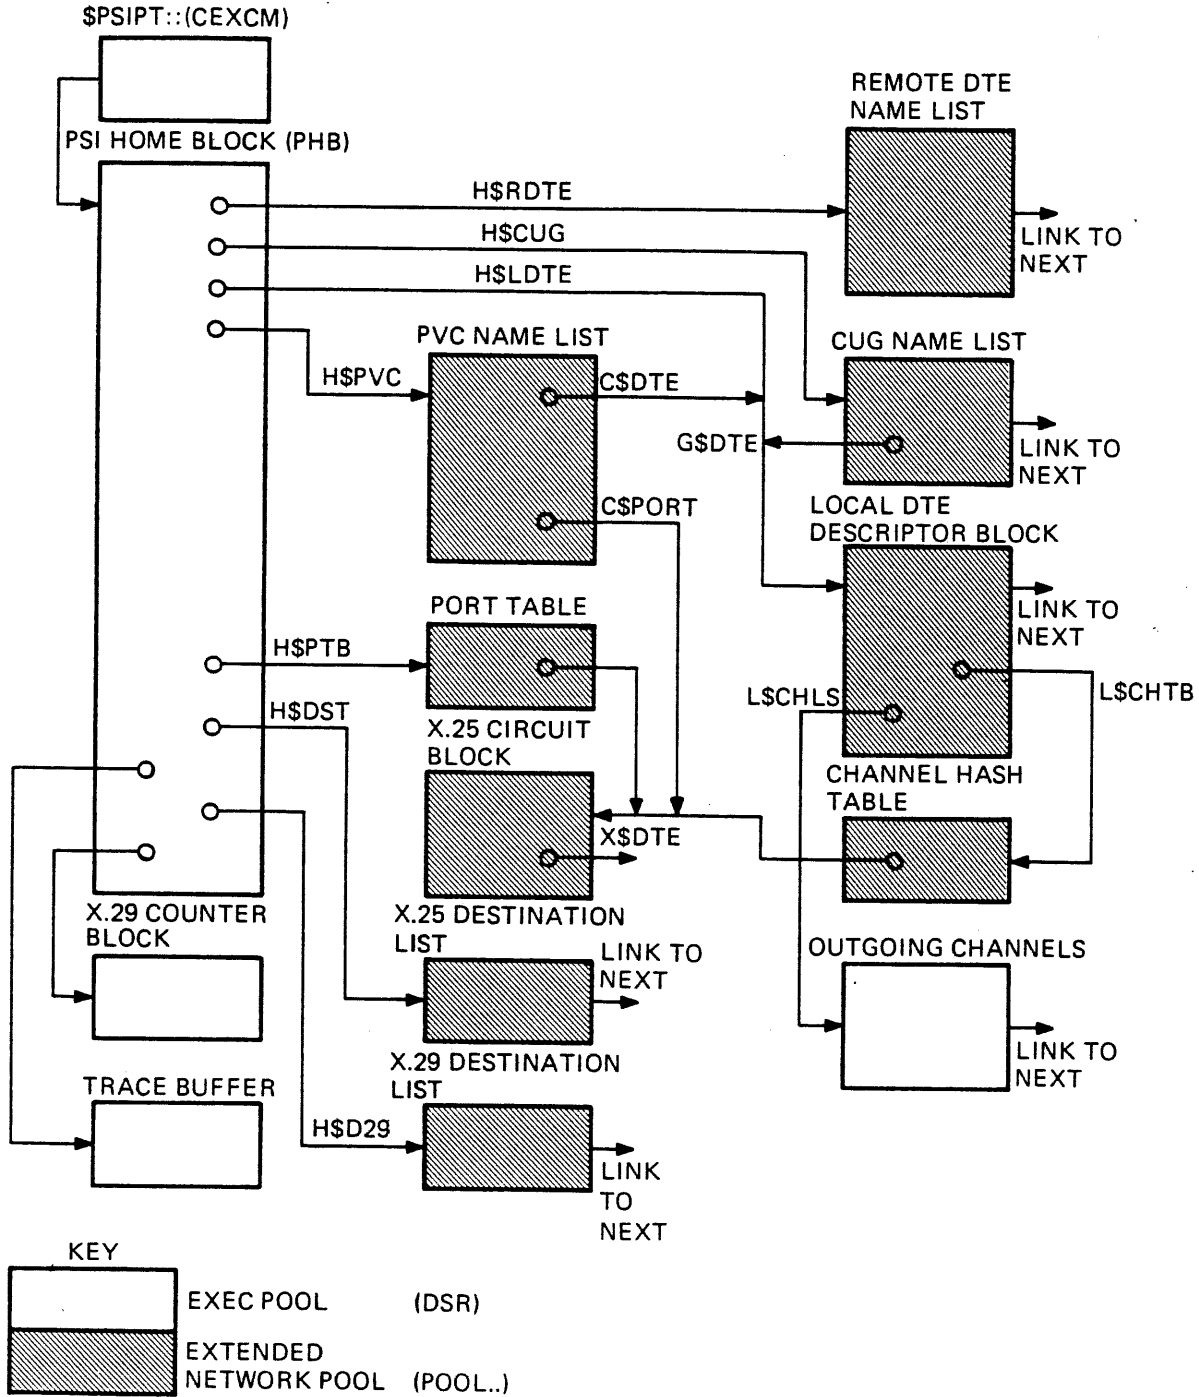 $PSIPT::(CEXCM)
PSI HOME BLOCK (PHB)
REMOTE DTE
NAME LIST
H$RDTE
LINK TO
NEXT
H$CUG
H$LDTE
PVC NAME LIST
CUG NAME LIST
H$PVC
C$DTE
G$DTE
LINK TO
NEXT
C$PORT
LOCAL DTE
DESCRIPTOR BLOCK
PORT TABLE
LINK TO
NEXT
H$PTB
L$CHLS
L$CHTB
H$DST
X.25 CIRCUIT
BLOCK
CHANNEL HASH
TABLE
X$DTE
X.29 COUNTER
BLOCK
X.25 DESTINATION
LIST
LINK TO
NEXT
OUTGOING CHANNELS
LINK TO
NEXT
X.29 DESTINATION
LIST
TRACE BUFFER
H$D29
LINK
TO
NEXT
KEY
EXEC POOL (DSR)
EXTENDED
NETWORK POOL (POOL..)